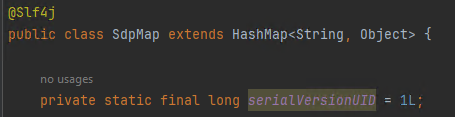 @Slf4j
public class SdpMap extends HashMap<String, Object> {
no usages
private static final long serialVersionUID = 1L;